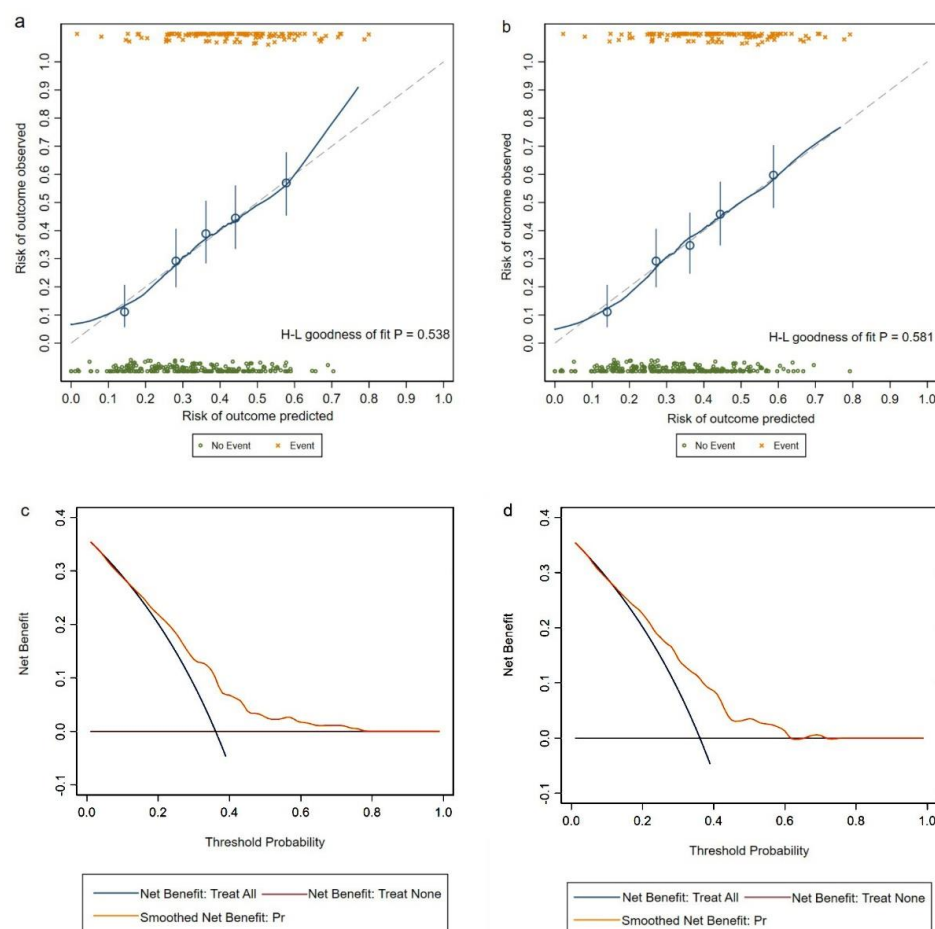 a
Risk of outcome observed
0.0 0.1 0.2 0.3 0.4 0.5 0.6 0.7 0.8 0.9 1.0
H-L goodness of fit P = 0.538
0.0 0.1 0.2 0.3 0.4 0.5 0.6 0.7 0.8 0.9 1.0
Risk of outcome predicted
No Event Event
b
Risk of outcome observed
0.0 0.1 0.2 0.3 0.4 0.5 0.6 0.7 0.8 0.9 1.0
H-L goodness of fit P = 0.581
0.0 0.1 0.2 0.3 0.4 0.5 0.6 0.7 0.8 0.9 1.0
Risk of outcome predicted
No Event Event
c
Net Benefit
-0.1 0.0 0.1 0.2 0.3 0.4
0.0 0.2 0.4 0.6 0.8 1.0
Threshold Probability
Net Benefit: Treat All Net Benefit: Treat None
Smoothed Net Benefit: Pr
d
Net Benefit
-0.1 0.0 0.1 0.2 0.3 0.4
0.0 0.2 0.4 0.6 0.8 1.0
Threshold Probability
Net Benefit: Treat All Net Benefit: Treat None
Smoothed Net Benefit: Pr